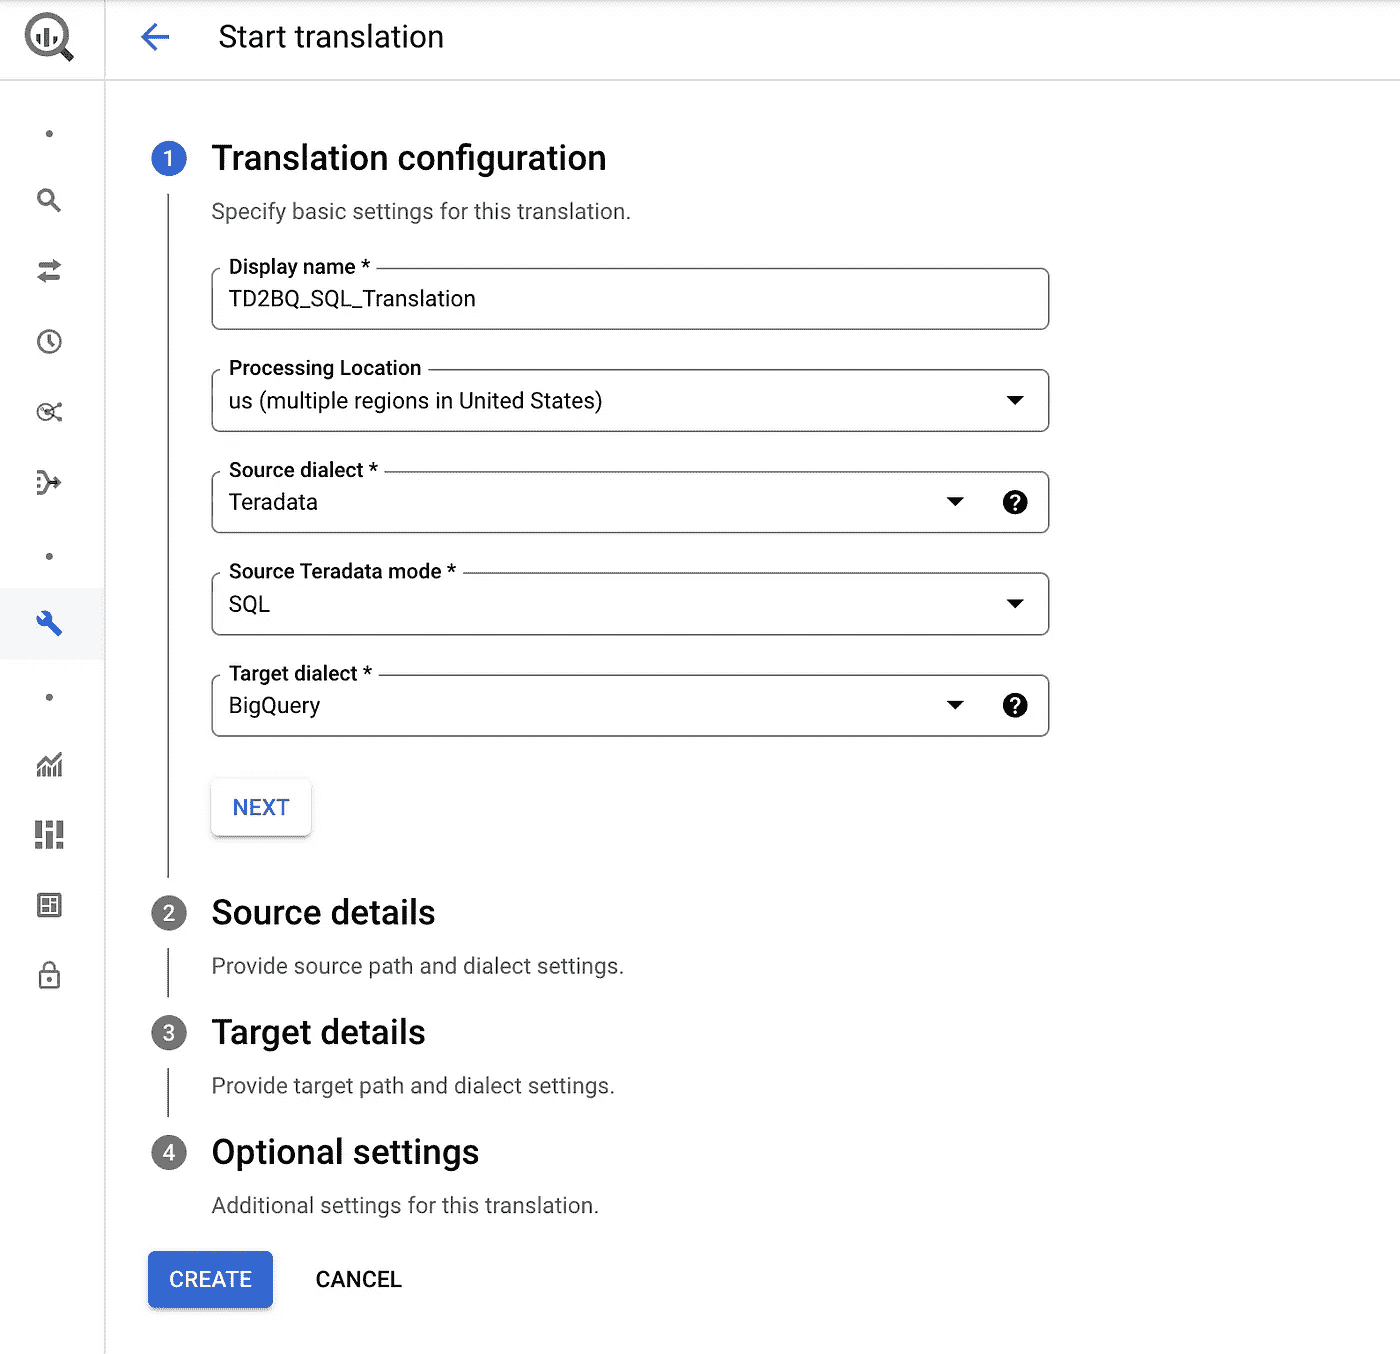 Start translation
1 Translation configuration
Specify basic settings for this translation.
Display name *
TD2BQ_SQL_Translation
Processing Location
us (multiple regions in United States)
Source dialect *
Teradata
?
Source Teradata mode *
SQL
Target dialect *
BigQuery
?
NEXT
2 Source details
Provide source path and dialect settings.
3 Target details
Provide target path and dialect settings.
4 Optional settings
Additional settings for this translation.
CREATE CANCEL